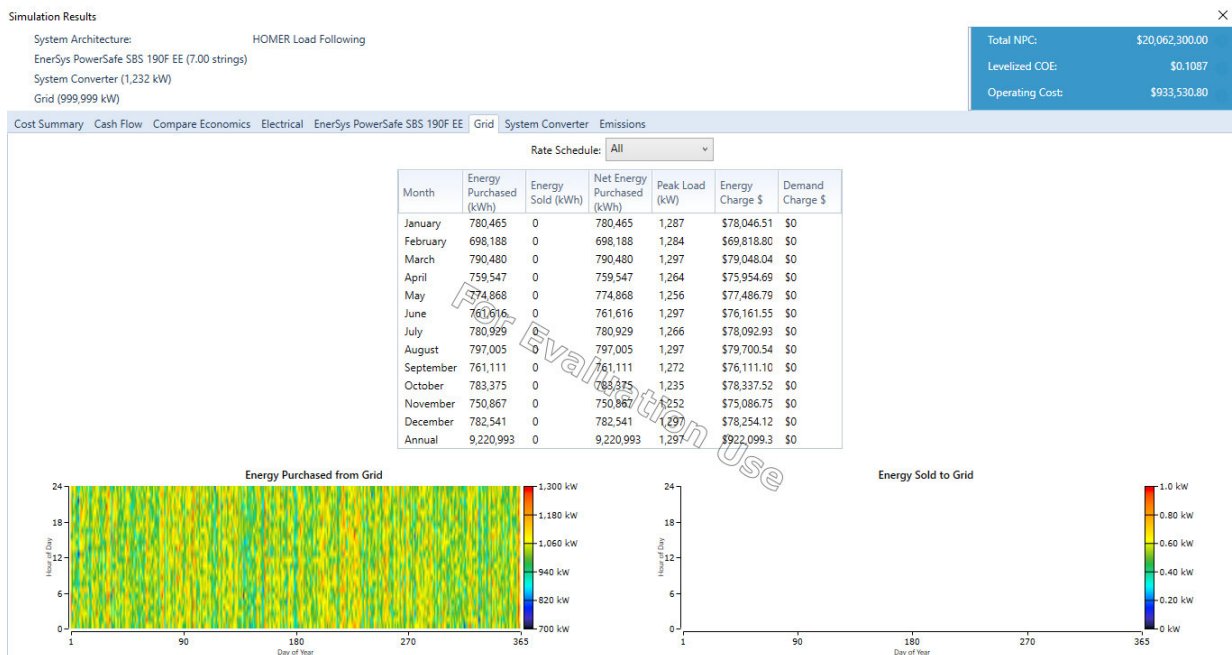 Simulation Results
System Architecture: HOMER Load Following
EnerSys PowerSafe SBS 190F EE (7.00 strings)
System Converter (1,232 kW)
Grid (999,999 kW)
Total NPC: $20,062,300.00
Levelized COE: $0.1087
Operating Cost: $933,530.80
Cost Summary Cash Flow Compare Economics Electrical EnerSys PowerSafe SBS 190F EE Grid System Converter Emissions
Rate Schedule: All
Month Energy Purchased (kWh) Energy Sold (kWh) Net Energy Purchased (kWh) Peak Load (kW) Energy Charge $ Demand Charge $
January 780,465 0 780,465 1,287 $78,046.51 $0
February 698,188 0 698,188 1,284 $69,818.80 $0
March 790,480 0 790,480 1,297 $79,048.04 $0
April 759,547 0 759,547 1,264 $75,954.69 $0
May 774,868 0 774,868 1,256 $77,486.79 $0
June 761,616 0 761,616 1,297 $76,161.55 $0
July 780,929 0 780,929 1,266 $78,092.93 $0
August 797,005 0 797,005 1,297 $79,700.54 $0
September 761,111 0 761,111 1,272 $76,111.10 $0
October 783,375 0 783,375 1,235 $78,337.52 $0
November 750,867 0 750,867 1,252 $75,086.75 $0
December 782,541 0 782,541 1,297 $78,254.12 $0
Annual 9,220,993 0 9,220,993 1,297 $922,099.3 $0
For Evaluation Use
Energy Purchased from Grid
24
18
12
6
0
Hour of Day
1 90 180 270 365
Day of Year
1,300 kW
1,180 kW
1,060 kW
940 kW
820 kW
700 kW
Energy Sold to Grid
24
18
12
6
0
Hour of Day
1 90 180 270 365
Day of Year
1.0 kW
0.80 kW
0.60 kW
0.40 kW
0.20 kW
0 kW